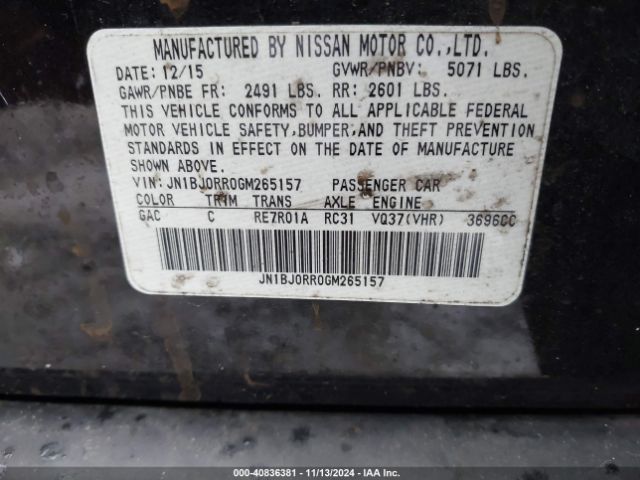 MANUFACTURED BY NISSAN MOTOR CO.,LTD.
DATE: 12/15 GVWR/PNBV: 5071 LBS.
GAWR/PNBE FR: 2491 LBS. RR: 2601 LBS.
THIS VEHICLE CONFORMS TO ALL APPLICABLE FEDERAL
MOTOR VEHICLE SAFETY,BUMPER,AND THEFT PREVENTION
STANDARDS IN EFFECT ON THE DATE OF MANUFACTURE
SHOWN ABOVE.
VIN: JN1BJ0RR0GM265157 PASSENGER CAR
COLOR TRIM TRANS AXLE ENGINE
GAC C RE7R01A RC31 VQ37(VHR) 3696CC
JN1BJ0RR0GM265157
000-40836381 - 11/13/2024 - IAA Inc.